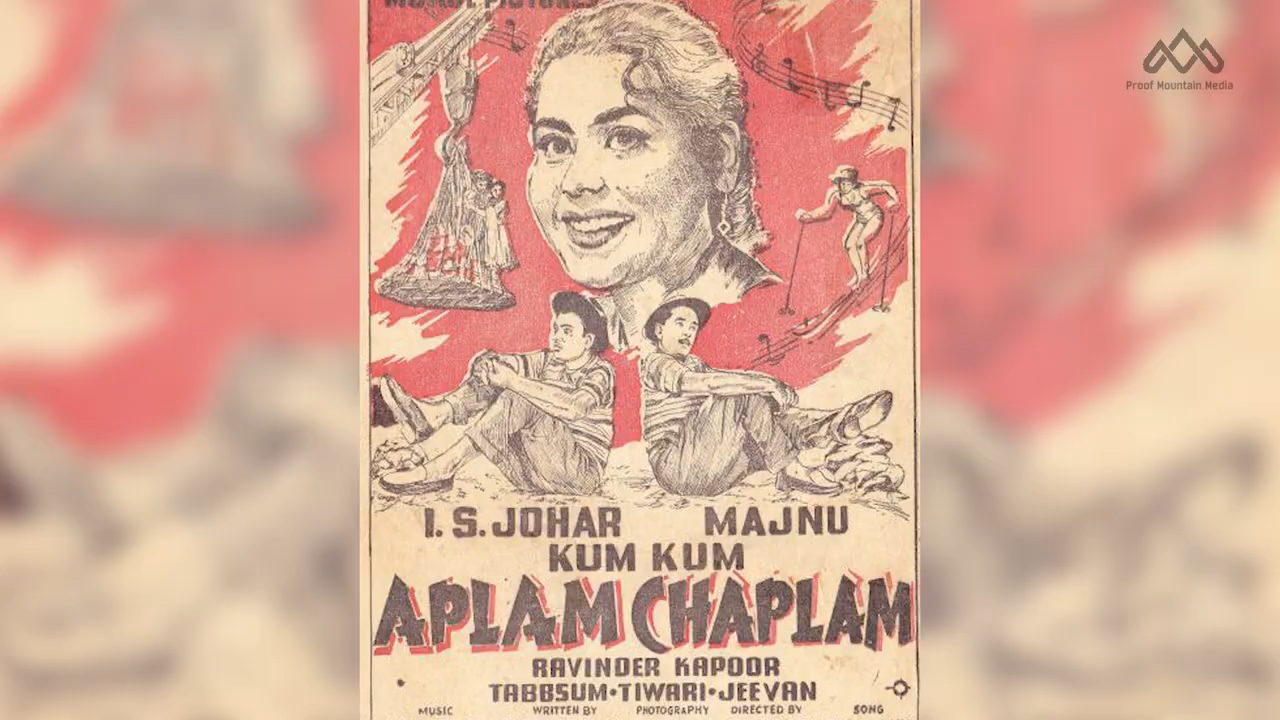 Proof Mountain Media
I. S. JOHAR MAJNU
KUM KUM
APLAM CHAPLAM
RAVINDER KAPOOR
TABBSUM•TIWARI•JEEVAN
MUSIC WRITTEN BY PHOTOGRAPHY DIRECTED BY SONG